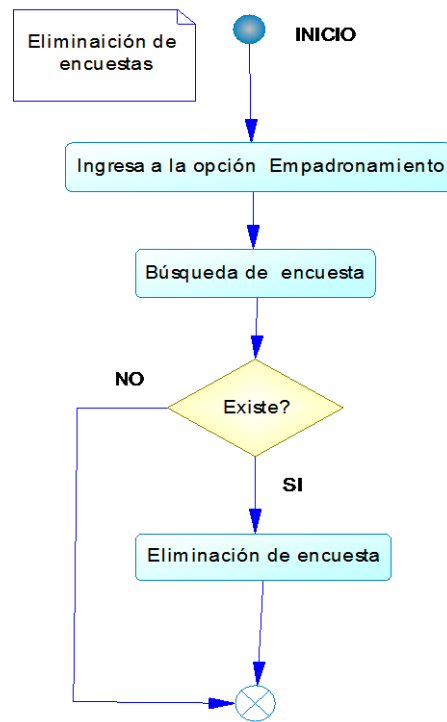 Eliminaición de
encuestas
INICIO
Ingresa a la opción Empadronamiento
Búsqueda de encuesta
NO
Existe?
SI
Eliminación de encuesta